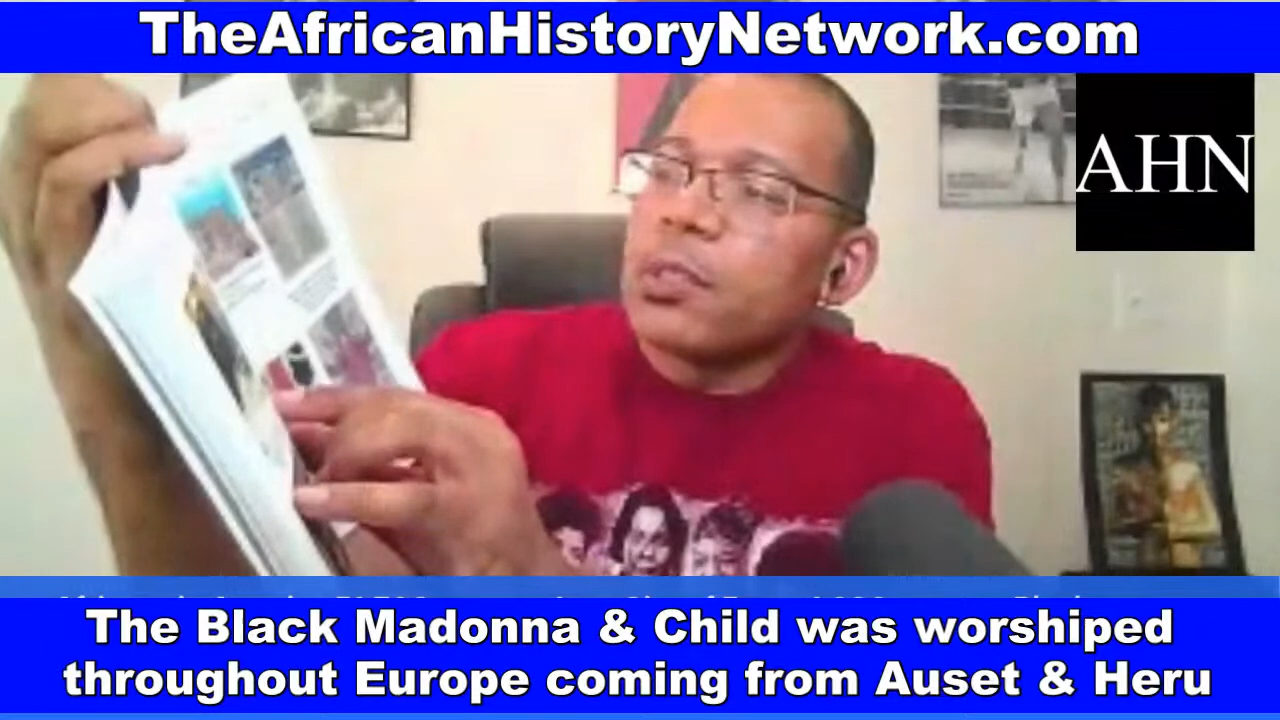 TheAfricanHistoryNetwork.com
AHN
The Black Madonna & Child was worshiped
throughout Europe coming from Auset & Heru